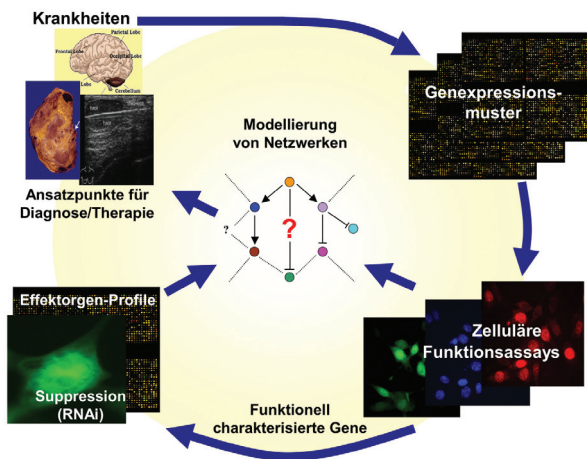 Krankheiten
Parietal Lobe
Frontal Lobe
Occipital Lobe
Lobe
Cerebellum
Ansatzpunkte für
Diagnose/Therapie
Genexpressions-
muster
Modellierung
von Netzwerken
?
?
Effektorgen-Profile
Suppression
(RNAi)
Zelluläre
Funktionsassays
Funktionell
charakterisierte Gene